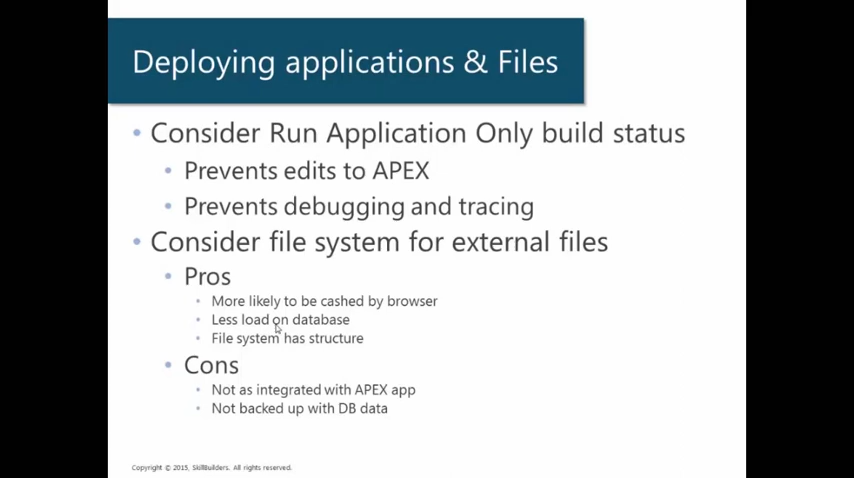 Deploying applications & Files
• Consider Run Application Only build status
• Prevents edits to APEX
• Prevents debugging and tracing
• Consider file system for external files
• Pros
• More likely to be cashed by browser
• Less load on database
• File system has structure
• Cons
• Not as integrated with APEX app
• Not backed up with DB data
Copyright © 2015, SkillBuilders. All rights reserved.